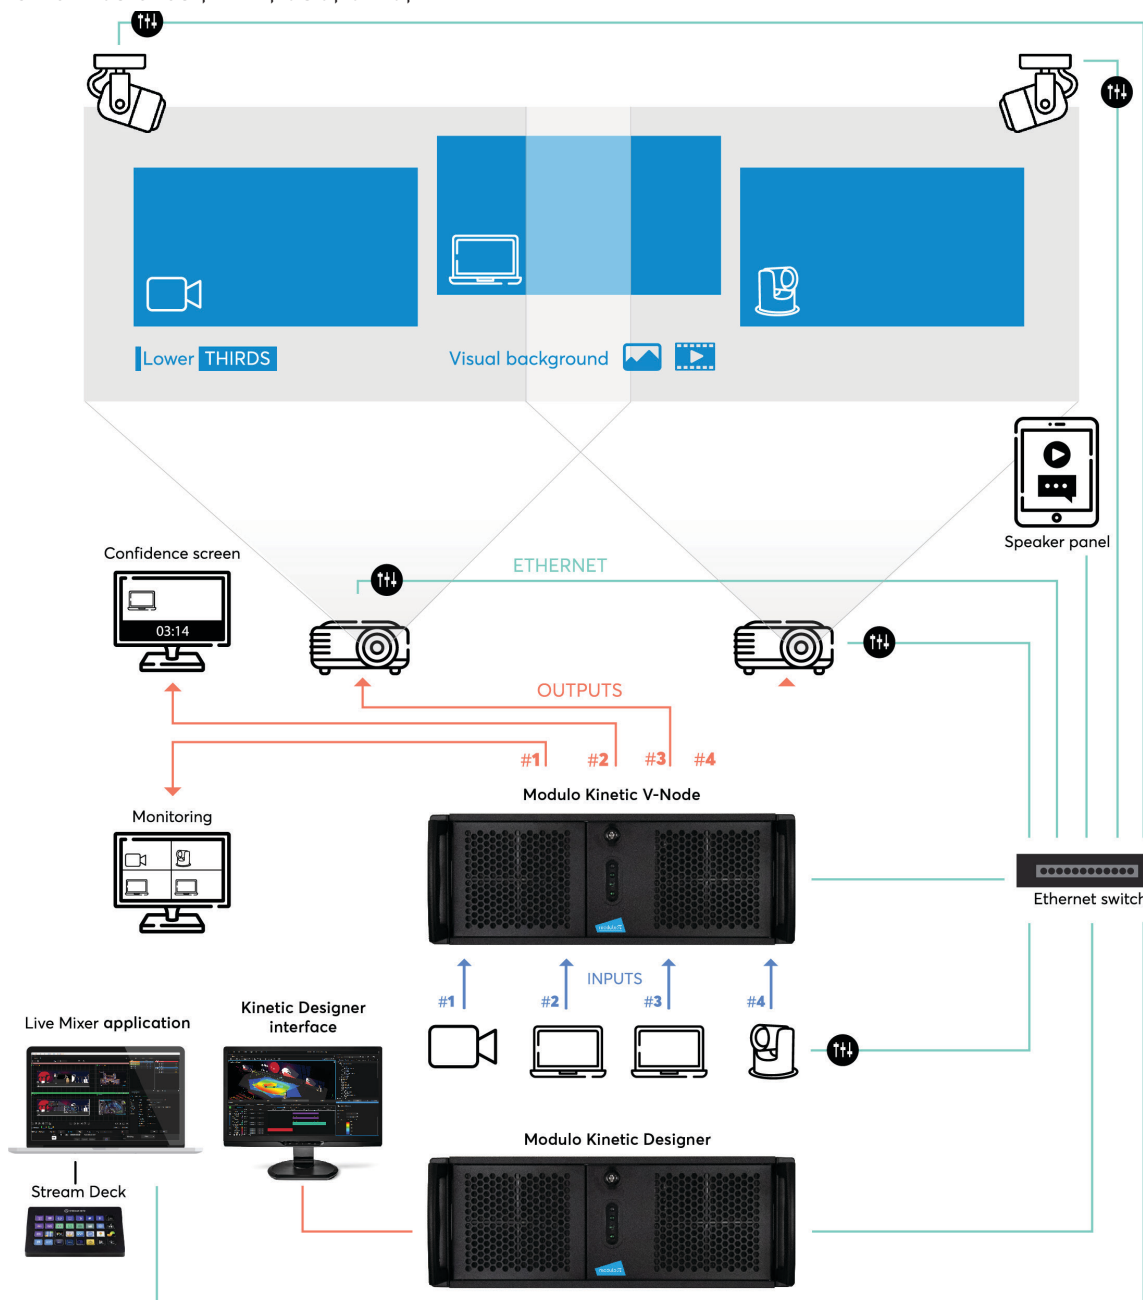 Lower THIRDS
Visual background
Speaker panel
Confidence screen
03:14
ETHERNET
OUTPUTS
#1 #2 #3 #4
Modulo Kinetic V-Node
Monitoring
Ethernet switch
INPUTS
#1 #2 #3 #4
Live Mixer application
Kinetic Designer
interface
Modulo Kinetic Designer
Stream Deck